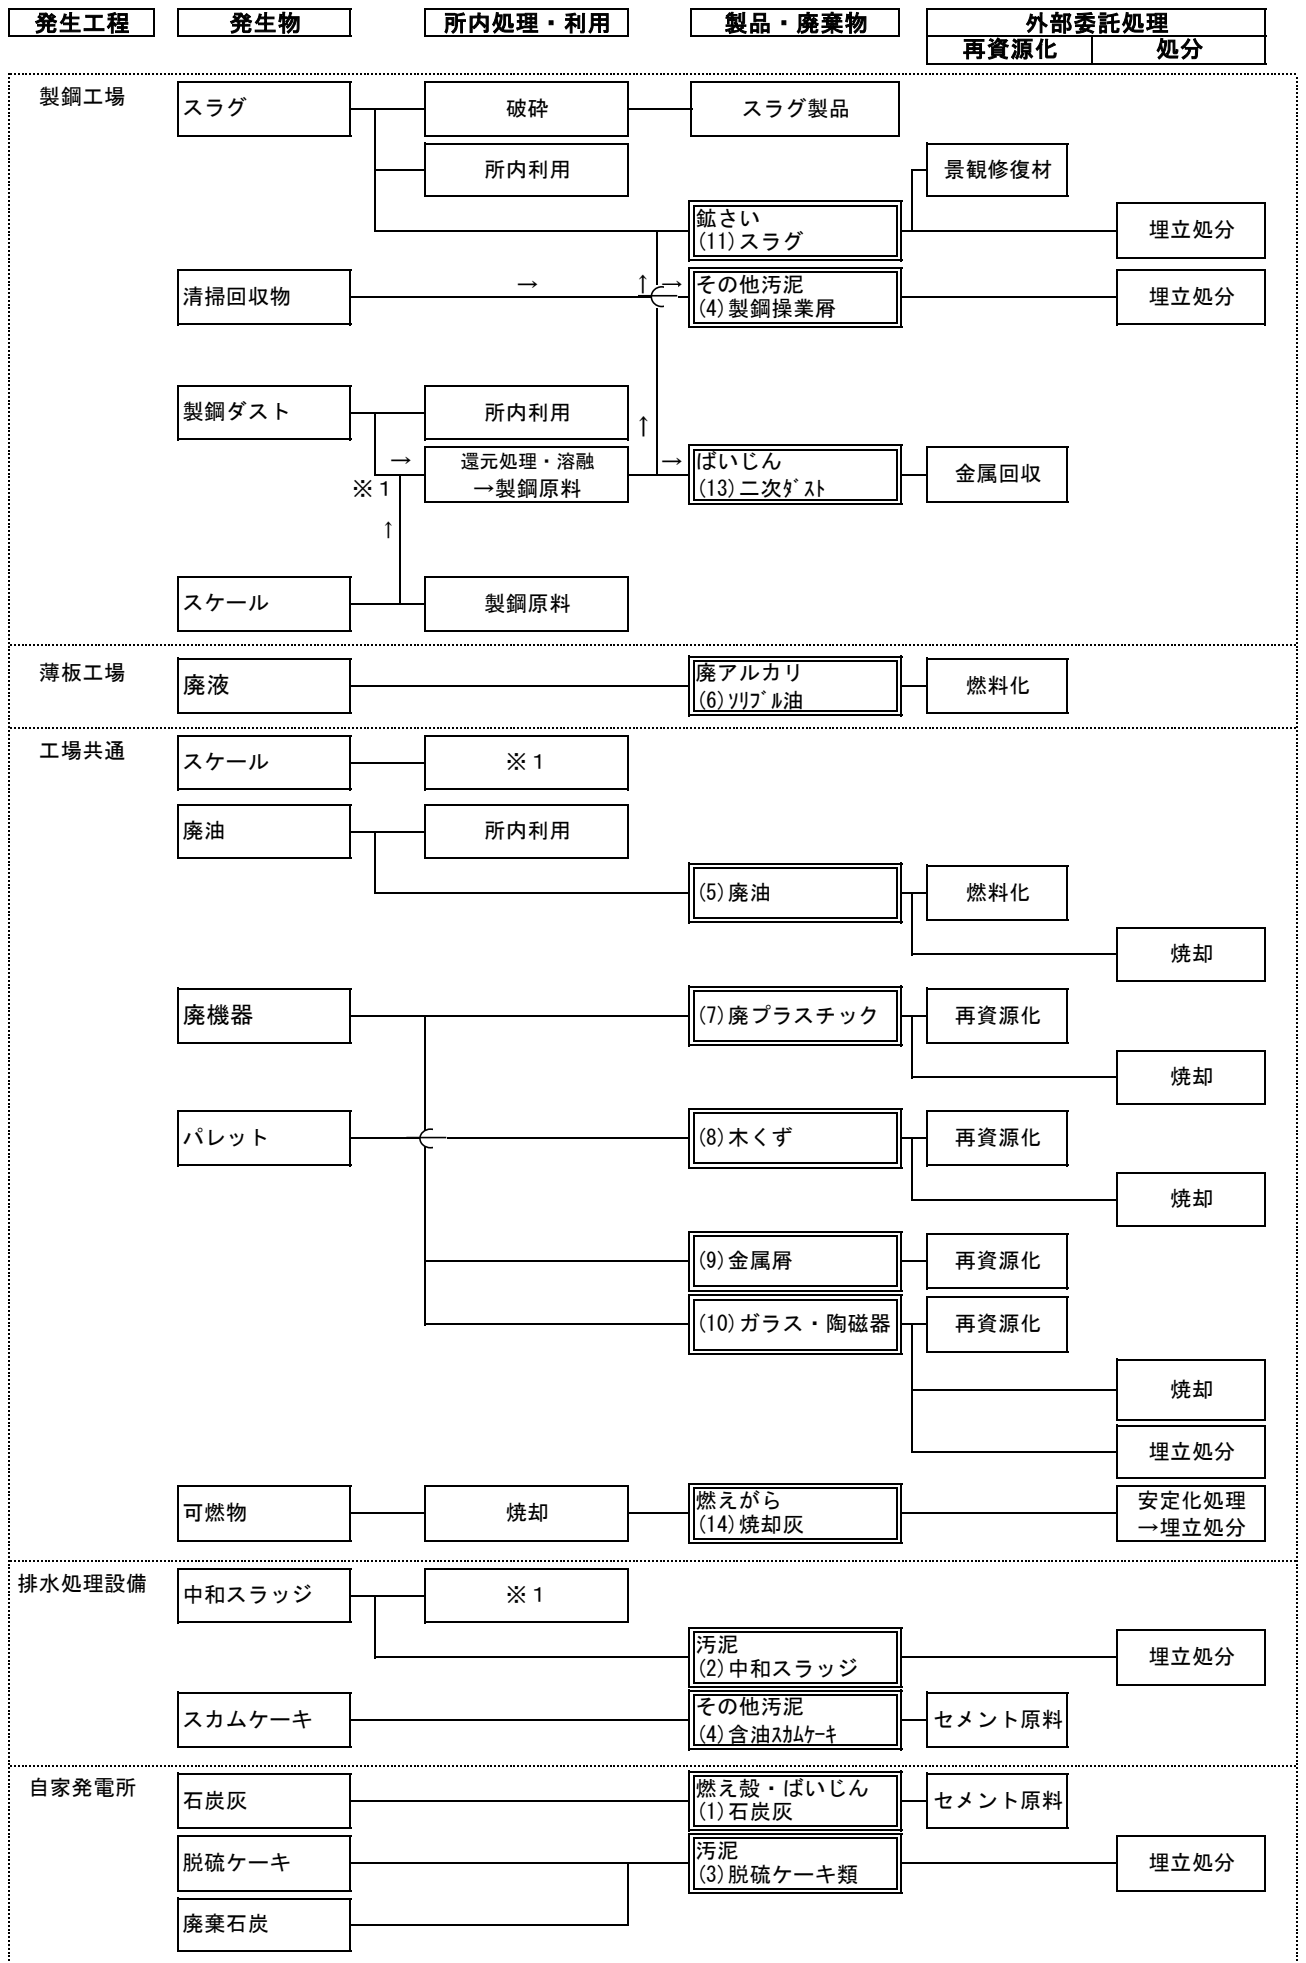 発生工程 発生物 所内処理・利用 製品・廃棄物 外部委託処理
再資源化 処分
製鋼工場 スラグ 破砕 スラグ製品
所内利用 景観修復材
鉱さい
(11)スラグ 埋立処分
清掃回収物 → ↑ → その他汚泥
(4)製鋼操業屑 埋立処分
製鋼ダスト 所内利用
↑
→ 還元処理・溶融 → ばいじん 金属回収
※1 →製鋼原料 (13)二次ﾀﾞｽﾄ
↑
スケール 製鋼原料
薄板工場 廃液 廃アルカリ 燃料化
(6)ｿﾘﾌﾞﾙ油
工場共通 スケール ※1
廃油 所内利用
(5)廃油 燃料化
焼却
廃機器 (7)廃プラスチック 再資源化
焼却
パレット (8)木くず 再資源化
焼却
(9)金属屑 再資源化
(10)ガラス・陶磁器 再資源化
焼却
埋立処分
可燃物 焼却 燃えがら 安定化処理
(14)焼却灰 →埋立処分
排水処理設備 中和スラッジ ※1
汚泥 埋立処分
(2)中和スラッジ
スカムケーキ その他汚泥 セメント原料
(4)含油ｽｶﾑｹｰｷ
自家発電所 石炭灰 燃え殻・ばいじん セメント原料
(1)石炭灰
脱硫ケーキ 汚泥 埋立処分
(3)脱硫ケーキ類
廃棄石炭